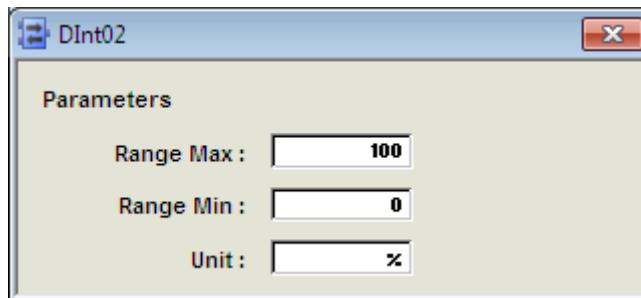 DInt02
Parameters
Range Max : 100
Range Min : 0
Unit : %